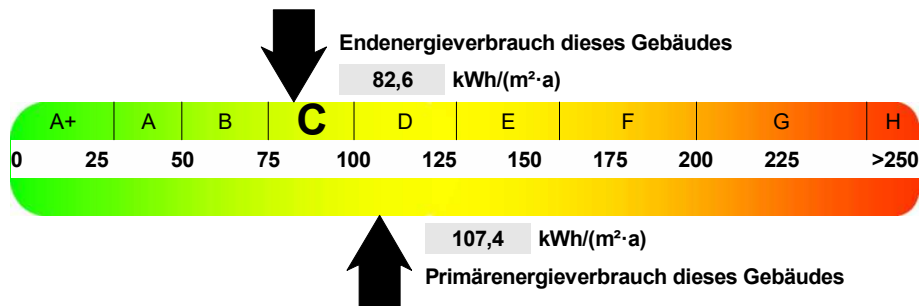 Endenergieverbrauch dieses Gebäudes
82,6 kWh/(m²·a)
A+ A B C D E F G H
0 25 50 75 100 125 150 175 200 225 >250
107,4 kWh/(m²·a)
Primärenergieverbrauch dieses Gebäudes